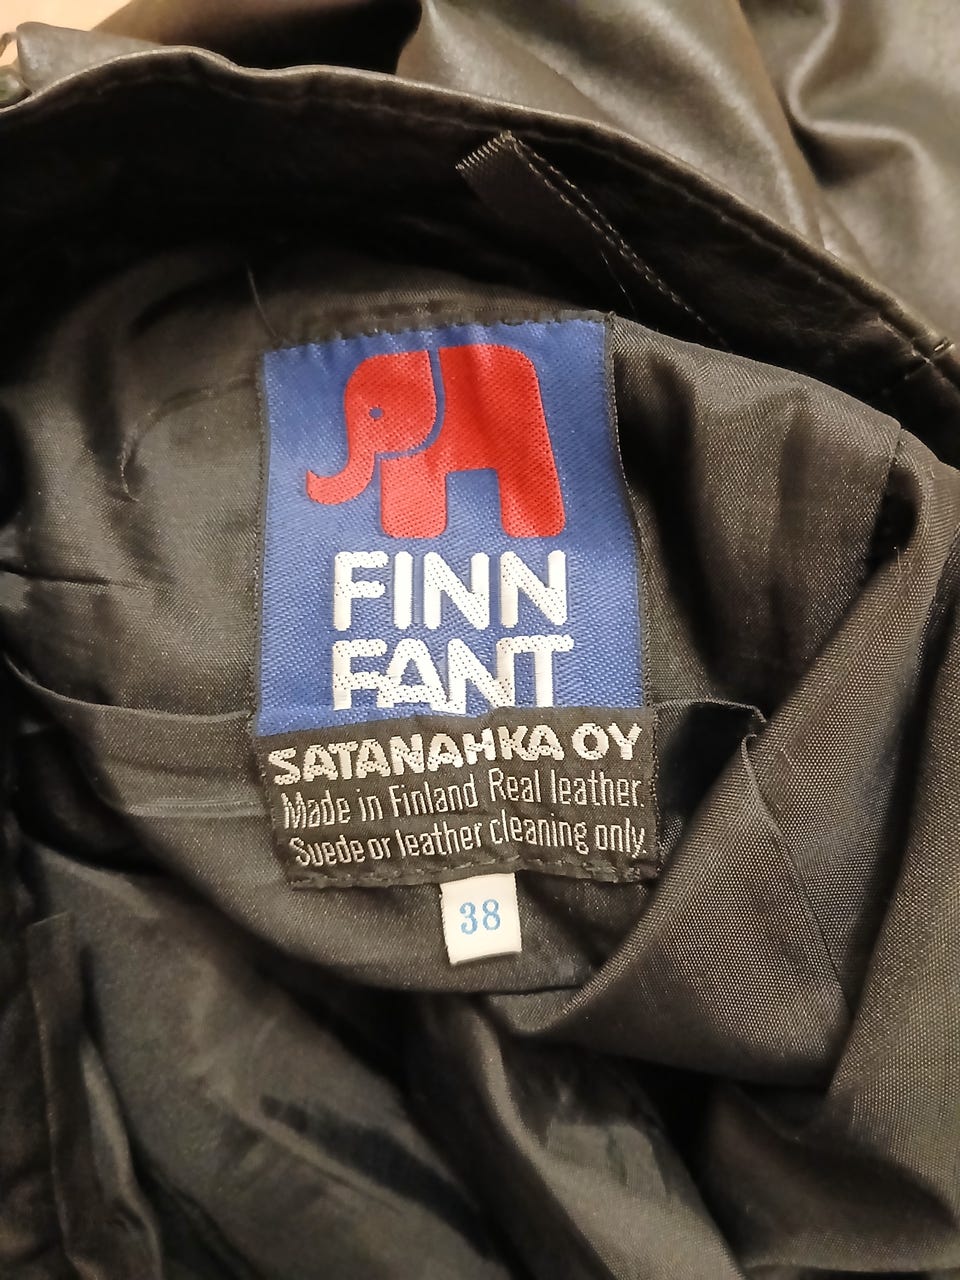 FINN
FANT
SATANAHKA OY
Made in Finland Real leather.
Suede or leather cleaning only.
38